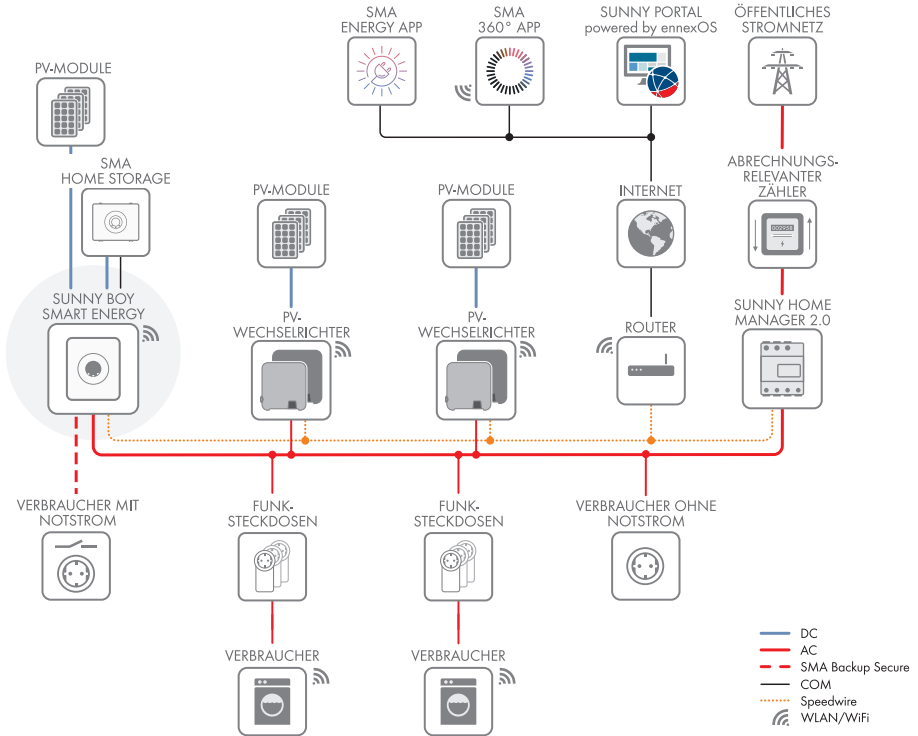 SMA
ENERGY APP
SMA
360° APP
SUNNY PORTAL
powered by ennexOS
ÖFFENTLICHES
STROMNETZ
PV-MODULE
SMA
HOME STORAGE
PV-MODULE
PV-MODULE
INTERNET
ABRECHNUNGS-
RELEVANTER
ZÄHLER
SUNNY BOY
SMART ENERGY
PV-
WECHSELRICHTER
PV-
WECHSELRICHTER
ROUTER
SUNNY HOME
MANAGER 2.0
VERBRAUCHER MIT
NOTSTROM
FUNK-
STECKDOSEN
FUNK-
STECKDOSEN
VERBRAUCHER OHNE
NOTSTROM
VERBRAUCHER
VERBRAUCHER
DC
AC
SMA Backup Secure
COM
Speedwire
WLAN/WiFi